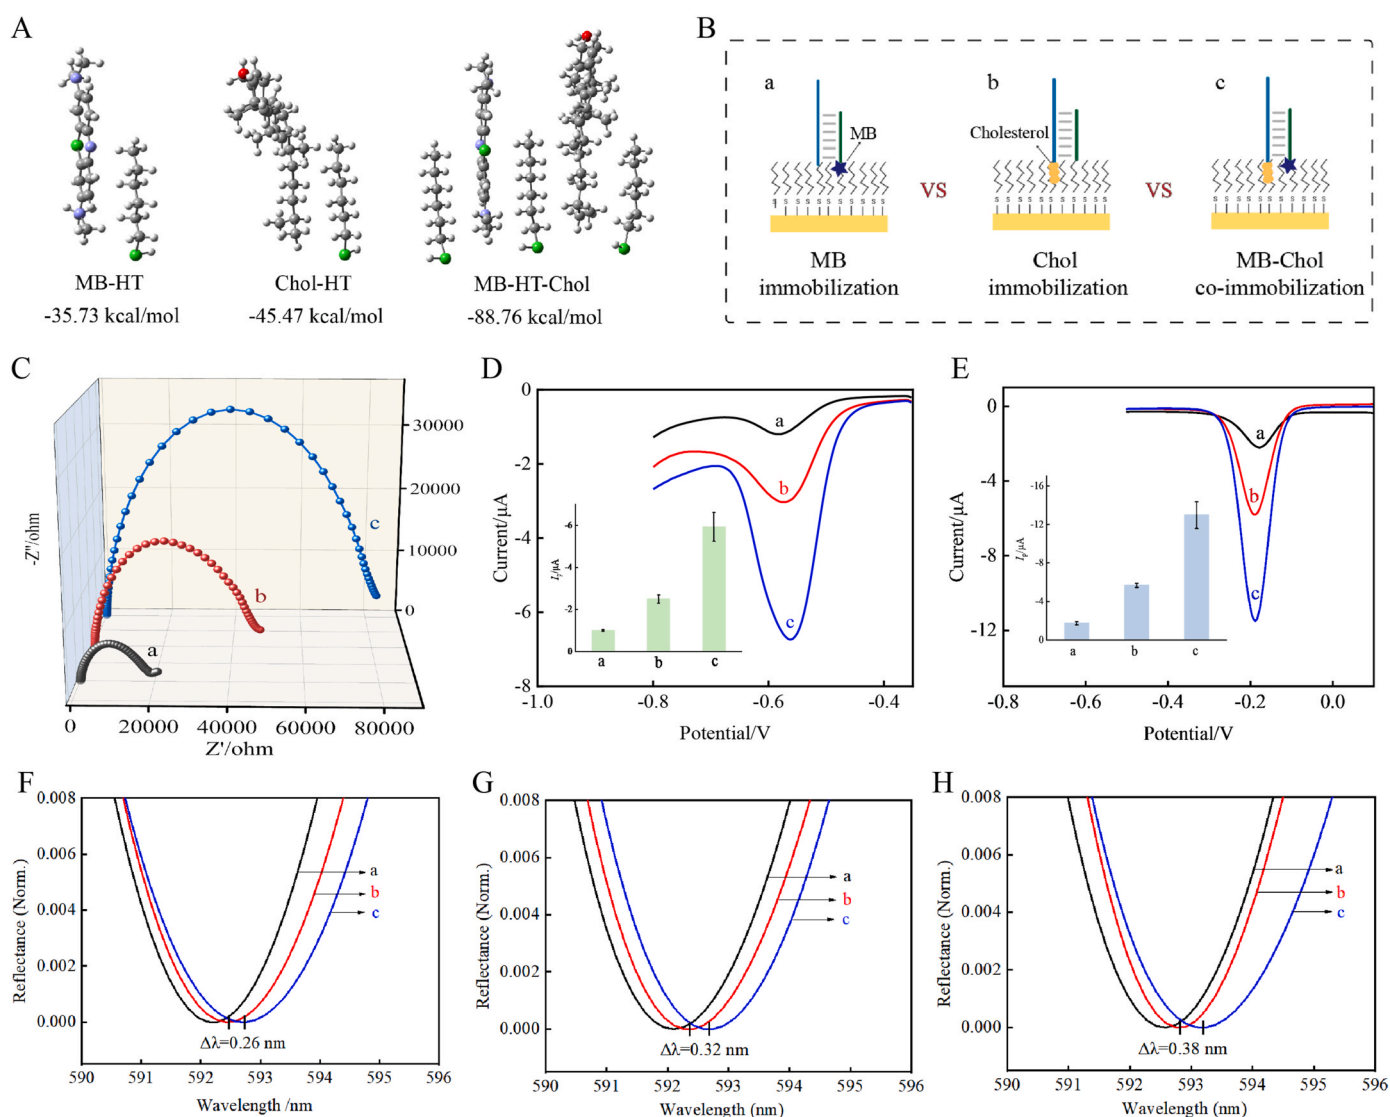 A
MB-HT
-35.73 kcal/mol
Chol-HT
-45.47 kcal/mol
MB-HT-Chol
-88.76 kcal/mol
B
a
MB
MB
immobilization
VS
b
Cholesterol
Chol
immobilization
VS
c
MB-Chol
co-immobilization
C
-Z''/ohm
30000
20000
10000
0
c
b
a
0 20000 40000 60000 80000
Z'/ohm
D
Current/μA
0
-2
-4
-6
-8
a
b
c
-6
-4
-2
0
a b c
-1.0 -0.8 -0.6 -0.4
Potential/V
E
Current/μA
0
-4
-8
-12
a
b
c
Ip/μA
-16
-12
-8
-4
0
a b c
-0.8 -0.6 -0.4 -0.2 0.0
Potential/V
F
Reflectance (Norm.)
0.008
0.006
0.004
0.002
0.000
a
b
c
Δλ=0.26 nm
590 591 592 593 594 595 596
Wavelength /nm
G
Reflectance (Norm.)
0.008
0.006
0.004
0.002
0.000
a
b
c
Δλ=0.32 nm
590 591 592 593 594 595 596
Wavelength (nm)
H
Reflectance (Norm.)
0.008
0.006
0.004
0.002
0.000
a
b
c
Δλ=0.38 nm
590 591 592 593 594 595 596
Wavelength (nm)